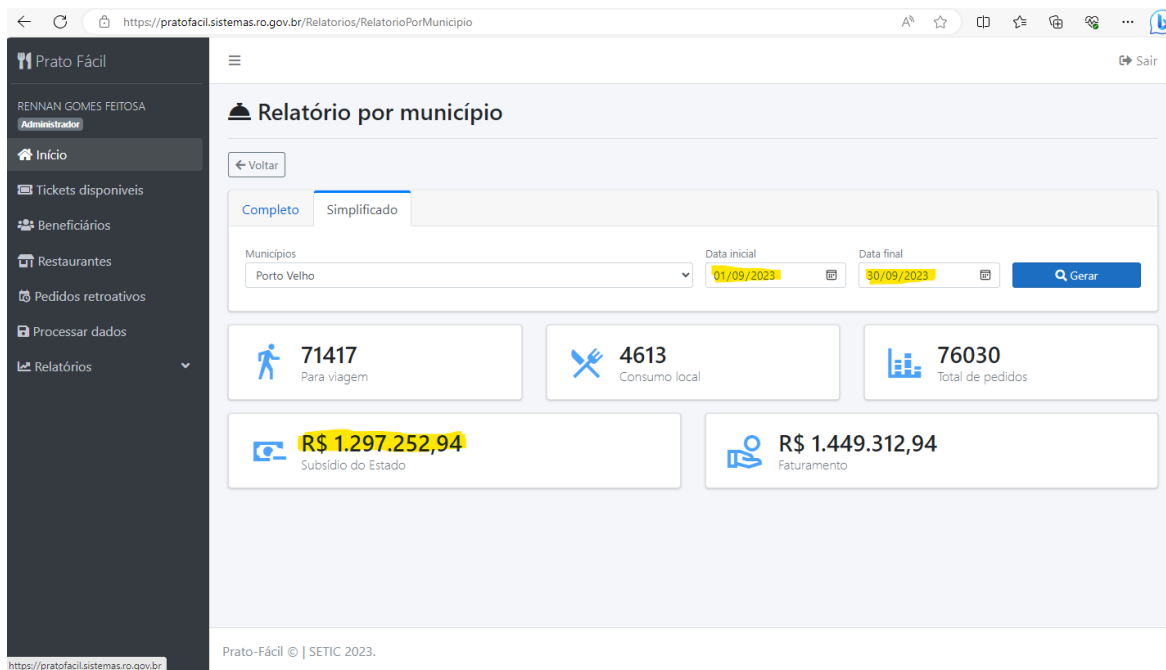 https://pratofacil.sistemas.ro.gov.br/Relatorios/RelatorioPorMunicipio
Prato Fácil
Sair
RENNAN GOMES FEITOSA
Administrador
Início
Tickets disponiveis
Beneficiários
Restaurantes
Pedidos retroativos
Processar dados
Relatórios
Relatório por município
Voltar
Completo Simplificado
Municípios Data inicial Data final
Porto Velho 01/09/2023 30/09/2023 Gerar
71417 4613 76030
Para viagem Consumo local Total de pedidos
R$ 1.297.252,94 R$ 1.449.312,94
Subsídio do Estado Faturamento
Prato-Fácil © | SETIC 2023.
https://pratofacil.sistemas.ro.gov.br